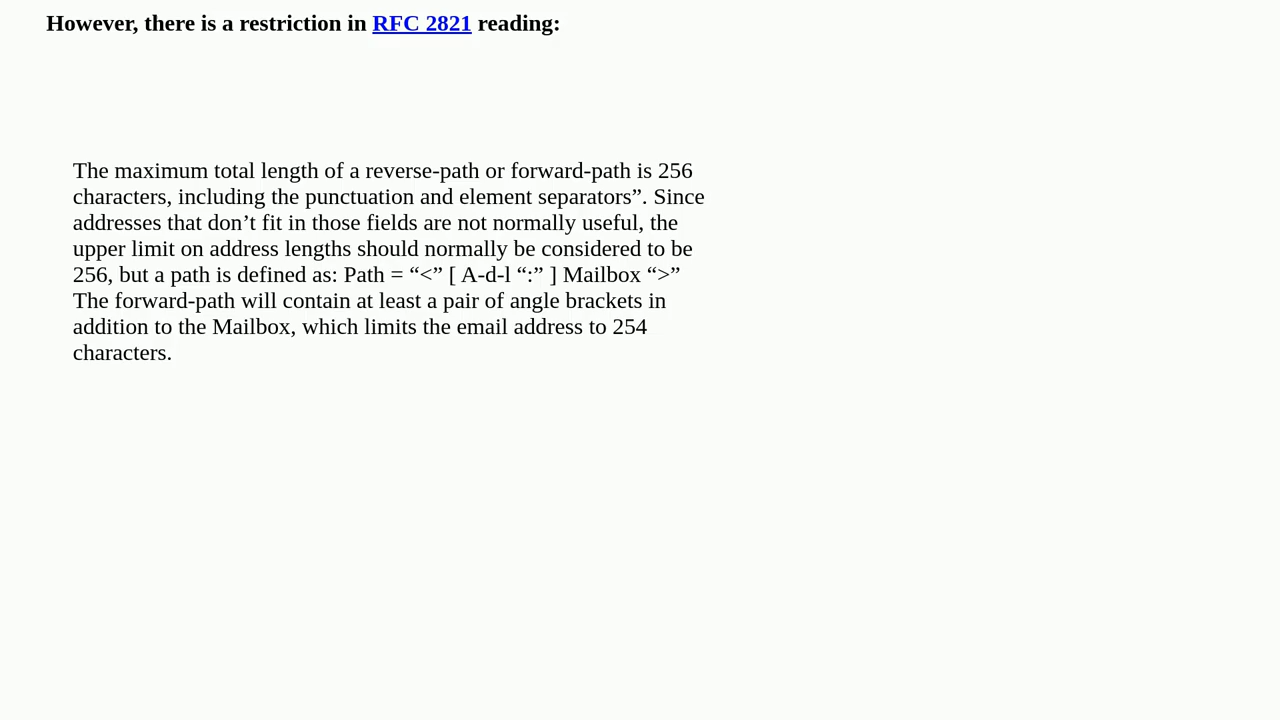 However, there is a restriction in RFC 2821 reading:
The maximum total length of a reverse-path or forward-path is 256
characters, including the punctuation and element separators”. Since
addresses that don’t fit in those fields are not normally useful, the
upper limit on address lengths should normally be considered to be
256, but a path is defined as: Path = “<” [ A-d-l “:” ] Mailbox “>”
The forward-path will contain at least a pair of angle brackets in
addition to the Mailbox, which limits the email address to 254
characters.